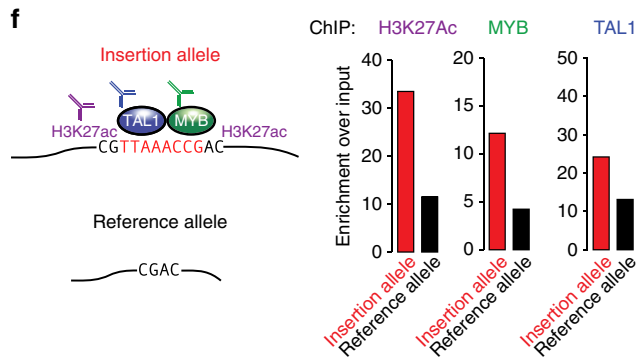 f
Insertion allele
H3K27ac
TAL1
MYB
H3K27ac
CGTTAAACCGAC
Reference allele
CGAC
ChIP: H3K27Ac MYB TAL1
Enrichment over input
40
30
20
10
0
Insertion allele
Reference allele
20
15
10
5
0
Insertion allele
Reference allele
50
40
30
20
10
0
Insertion allele
Reference allele